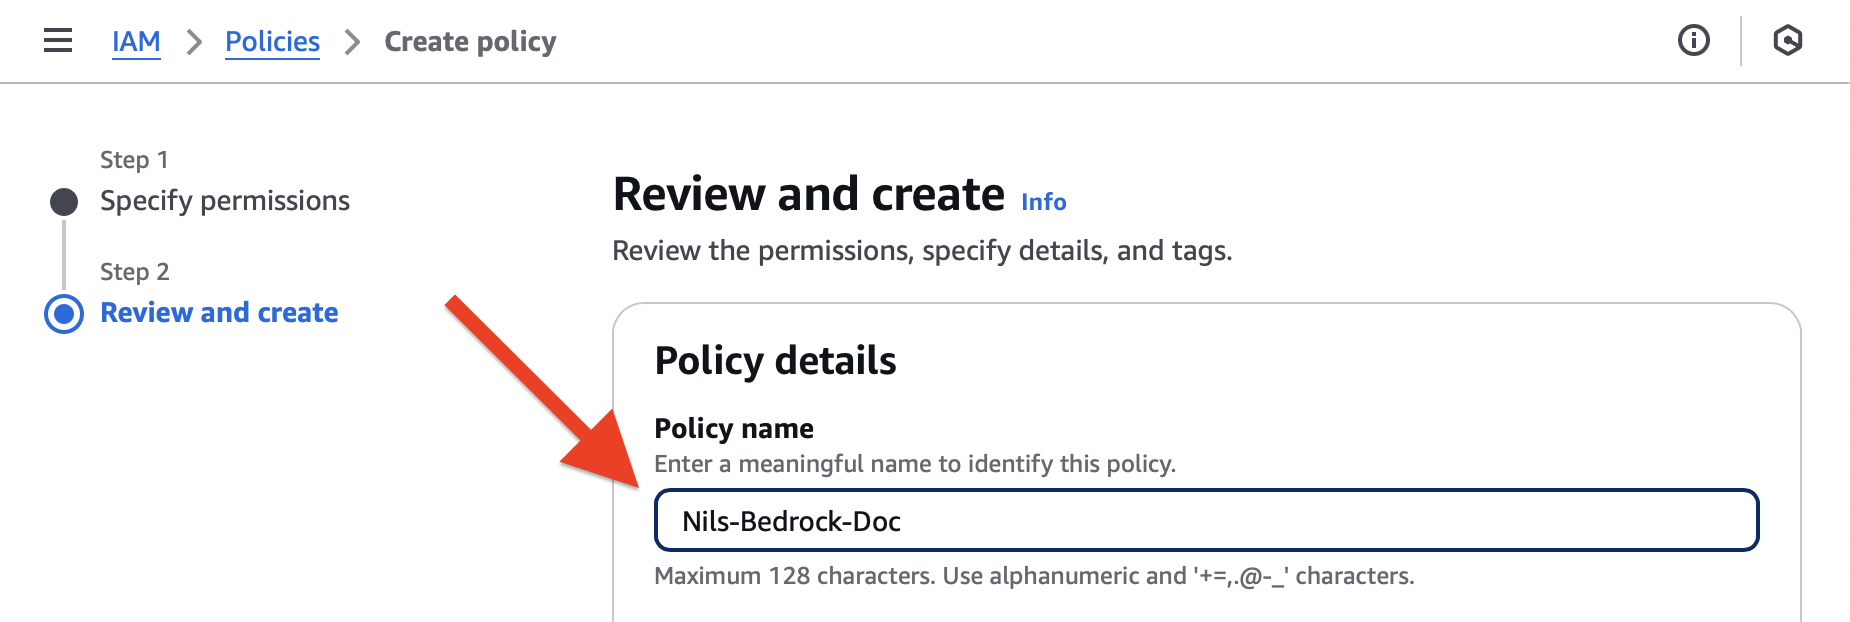 IAM > Policies > Create policy
Step 1
Specify permissions
Step 2
Review and create
Review and create Info
Review the permissions, specify details, and tags.
Policy details
Policy name
Enter a meaningful name to identify this policy.
Nils-Bedrock-Doc
Maximum 128 characters. Use alphanumeric and '+=,.@-_' characters.